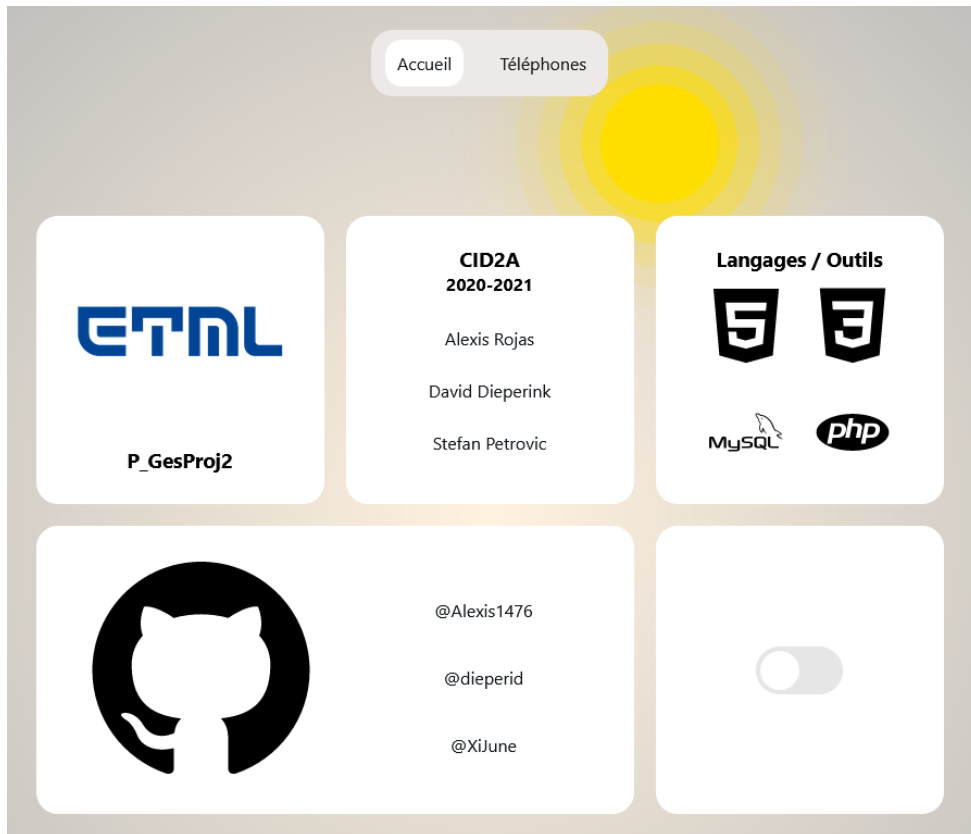 Accueil
Téléphones
ETML
P_GesProj2
CID2A
2020-2021
Alexis Rojas
David Dieperink
Stefan Petrovic
Langages / Outils
5
3
MySQL
php
@Alexis1476
@dieperid
@XiJune